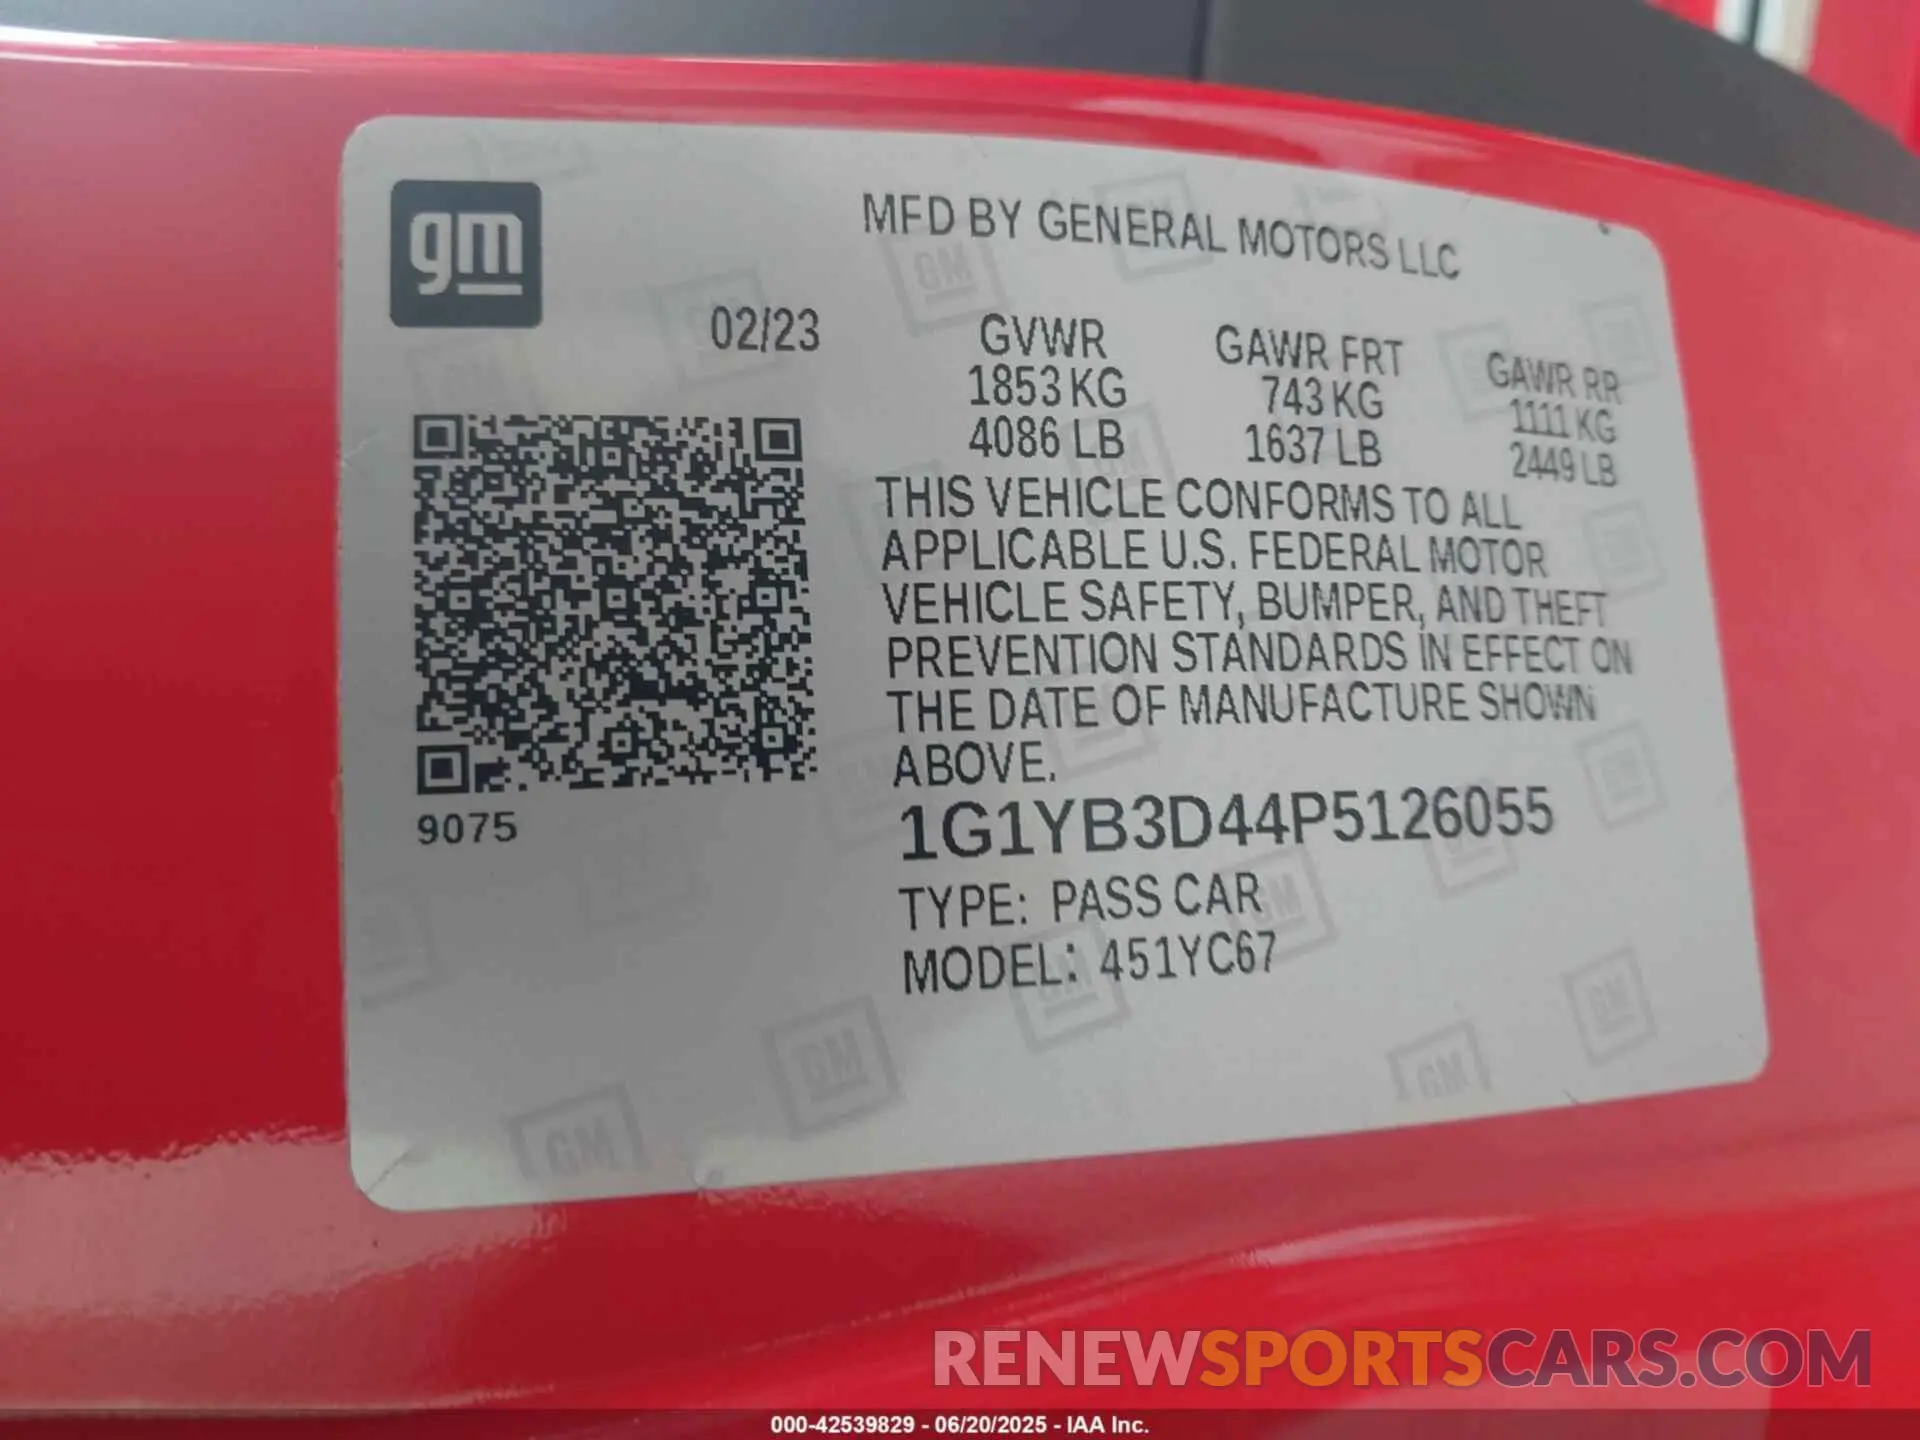 gm
MFD BY GENERAL MOTORS LLC
02/23
GVWR GAWR FRT GAWR RR
1853 KG 743 KG 1111 KG
4086 LB 1637 LB 2449 LB
THIS VEHICLE CONFORMS TO ALL
APPLICABLE U.S. FEDERAL MOTOR
VEHICLE SAFETY, BUMPER, AND THEFT
PREVENTION STANDARDS IN EFFECT ON
THE DATE OF MANUFACTURE SHOWN
ABOVE.
9075
1G1YB3D44P5126055
TYPE: PASS CAR
MODEL: 451YC67
RENEWSPORTSCARS.COM
000-42539829 - 06/20/2025 - IAA Inc.